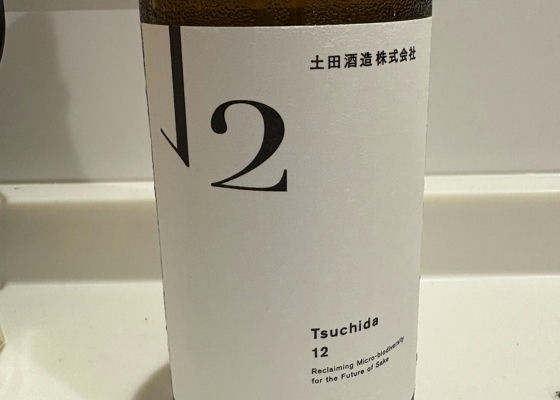 12
土田酒造株式会社
Tsuchida
12
Reclaiming Micro-biodiversity
for the Future of Sake